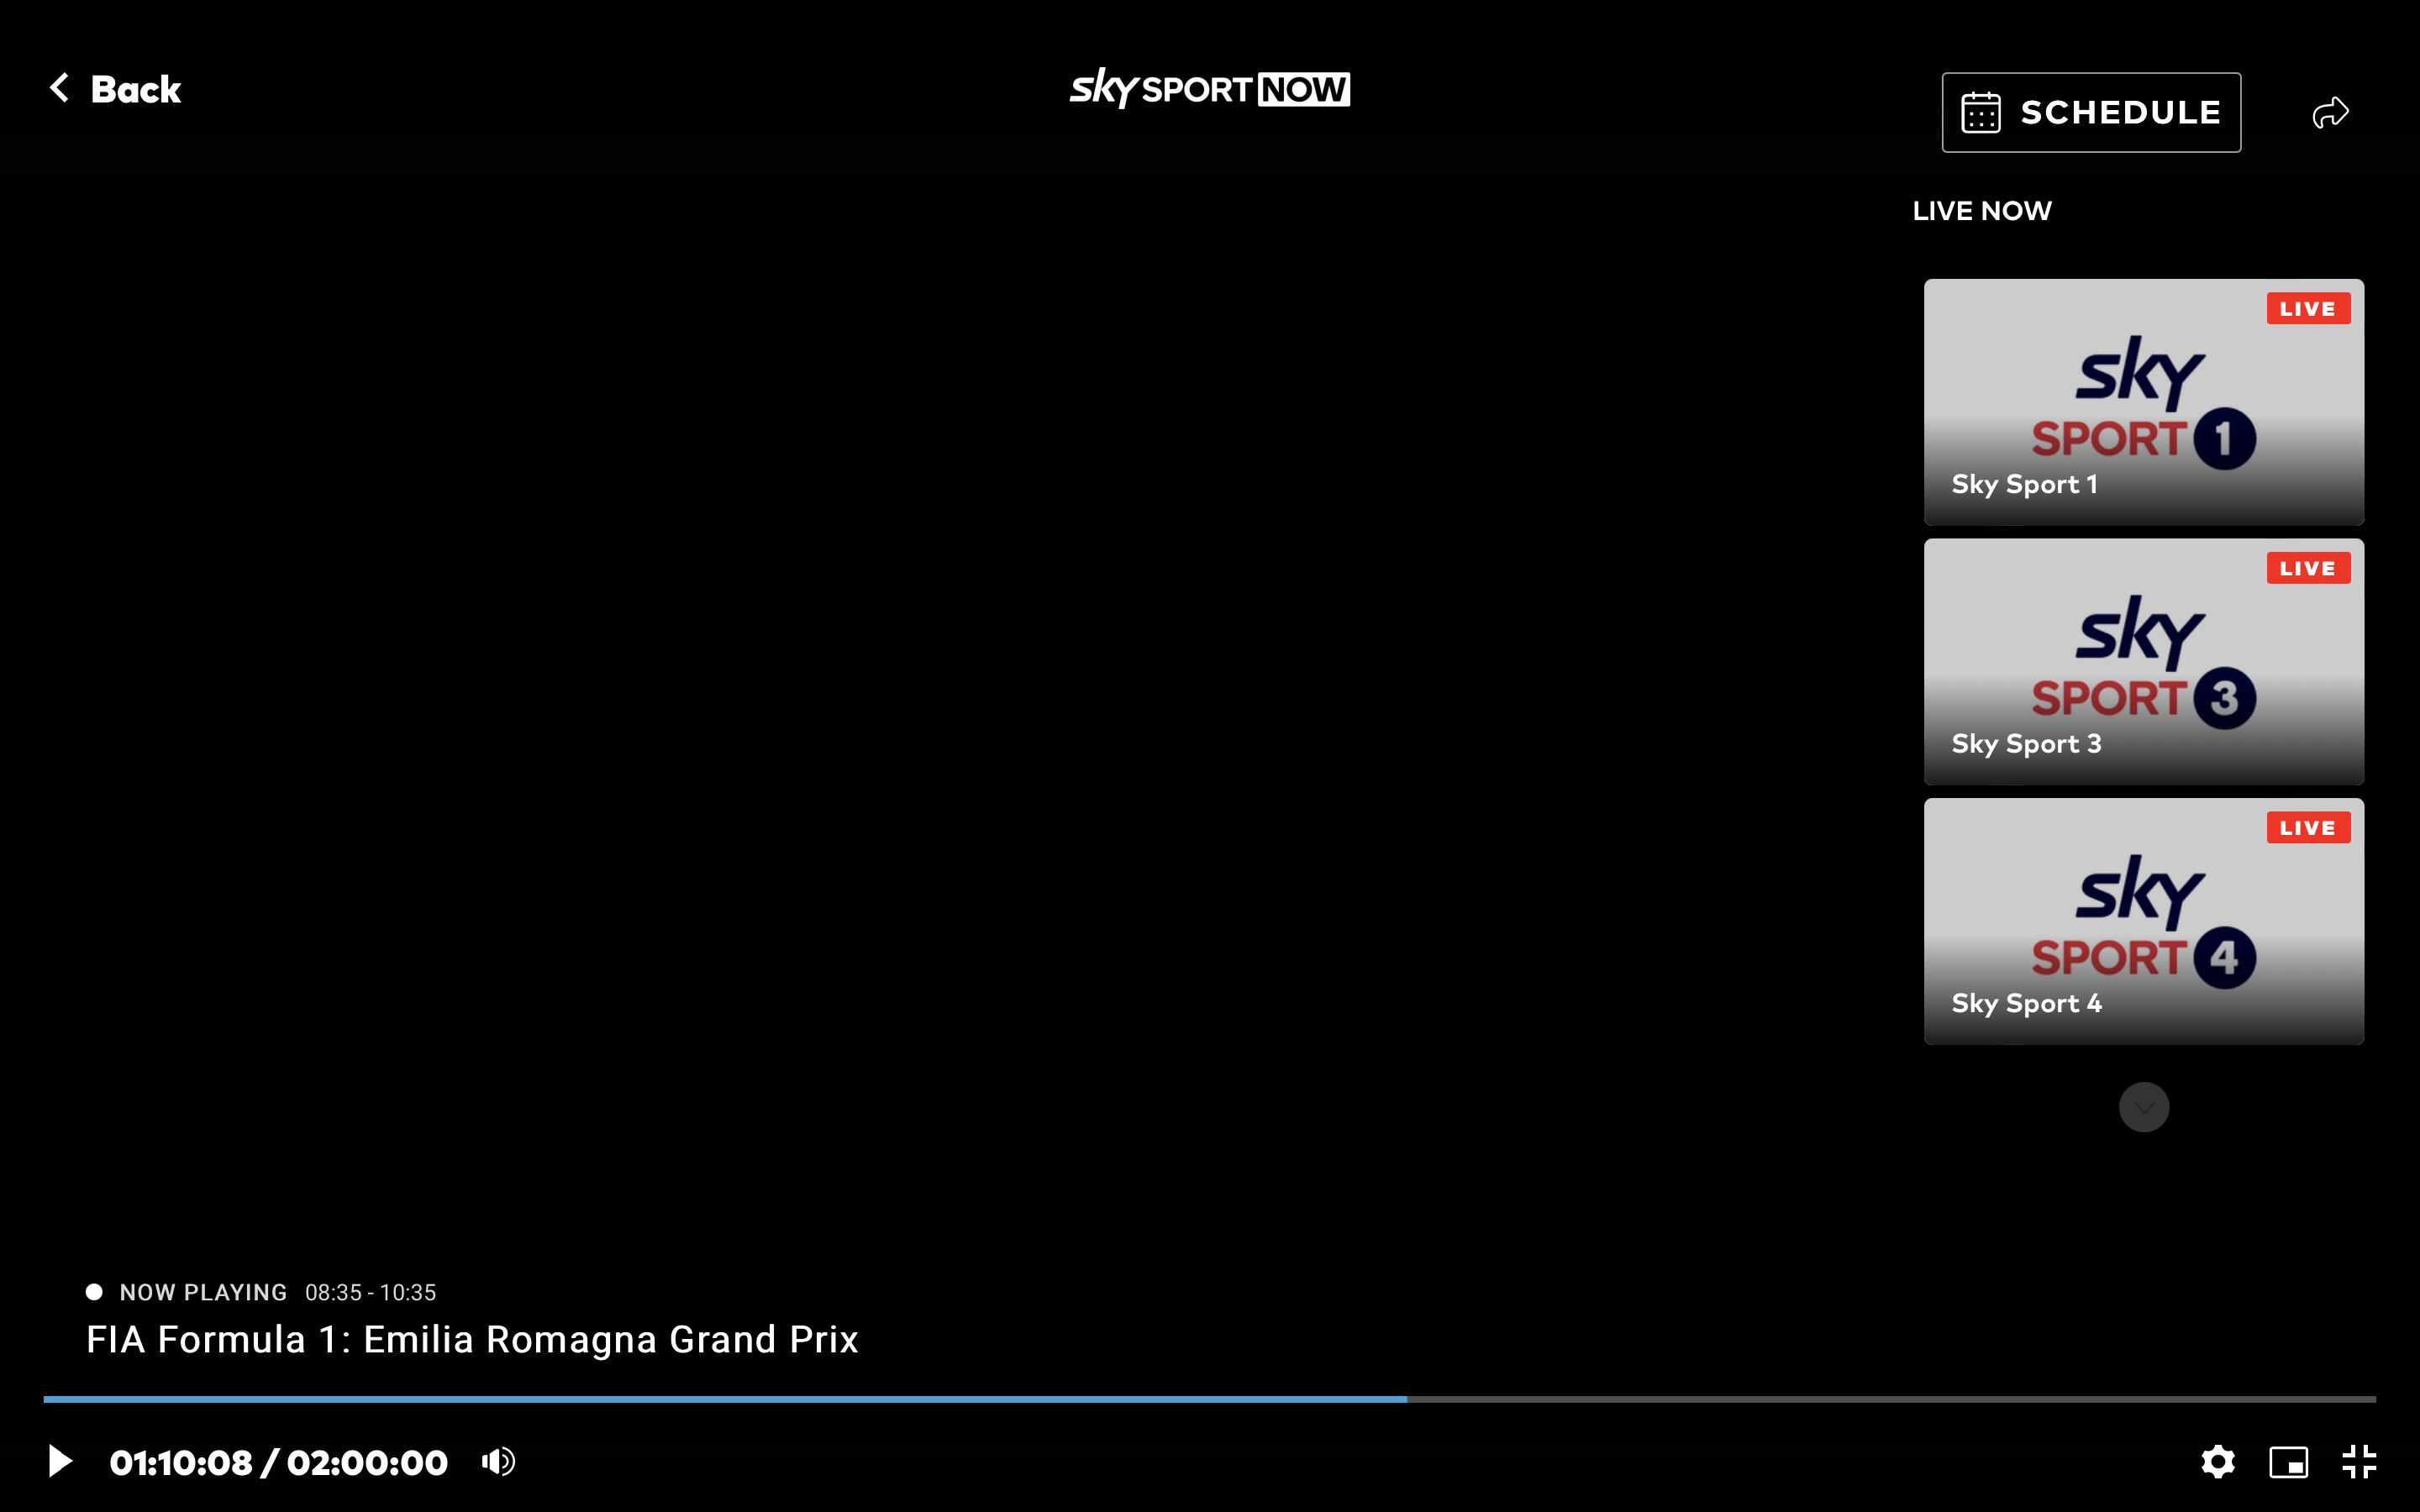 Back
sky SPORT NOW
SCHEDULE
LIVE NOW
LIVE
sky
SPORT 1
Sky Sport 1
LIVE
sky
SPORT 3
Sky Sport 3
LIVE
sky
SPORT 4
Sky Sport 4
NOW PLAYING 08:35 - 10:35
FIA Formula 1: Emilia Romagna Grand Prix
01:10:08 / 02:00:00